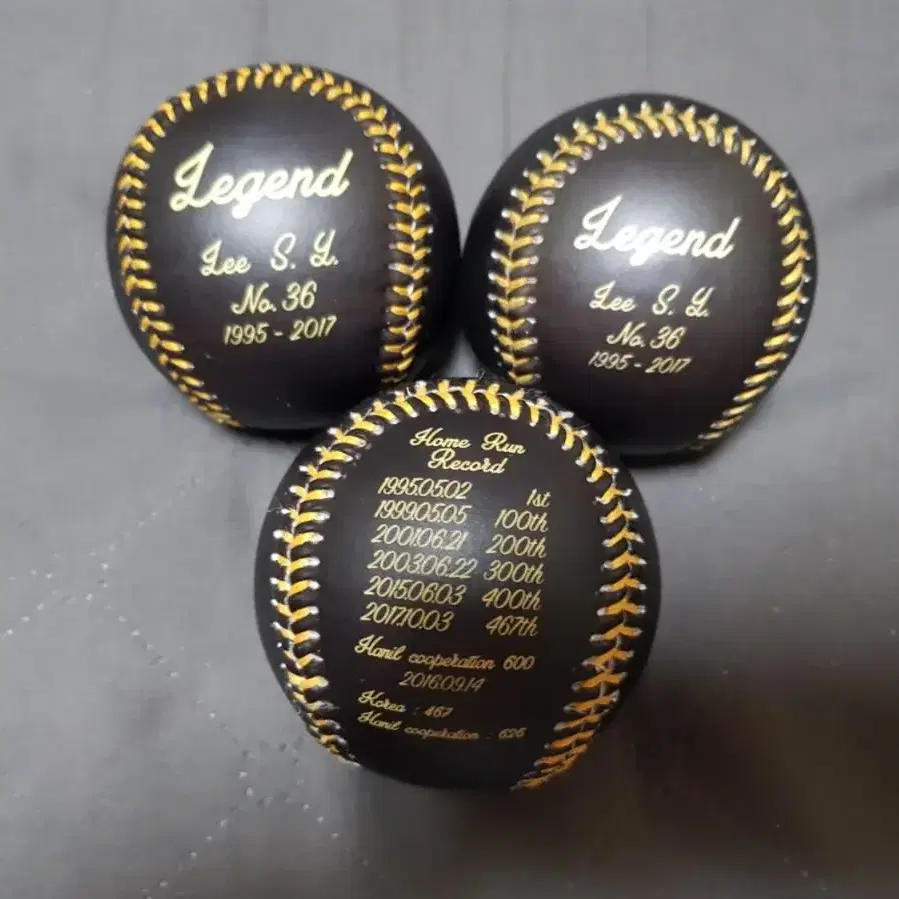 Legend
Lee S. Y.
No. 36
1995 - 2017
Legend
Lee S. Y.
No. 36
1995 - 2017
Home Run
Record
1995.05.02 1st
1999.05.05 100th
2001.06.21 200th
2003.06.22 300th
2015.06.03 400th
2017.10.03 467th
Hanil cooperation 600
2016.09.14
Korea : 467
Hanil cooperation : 626